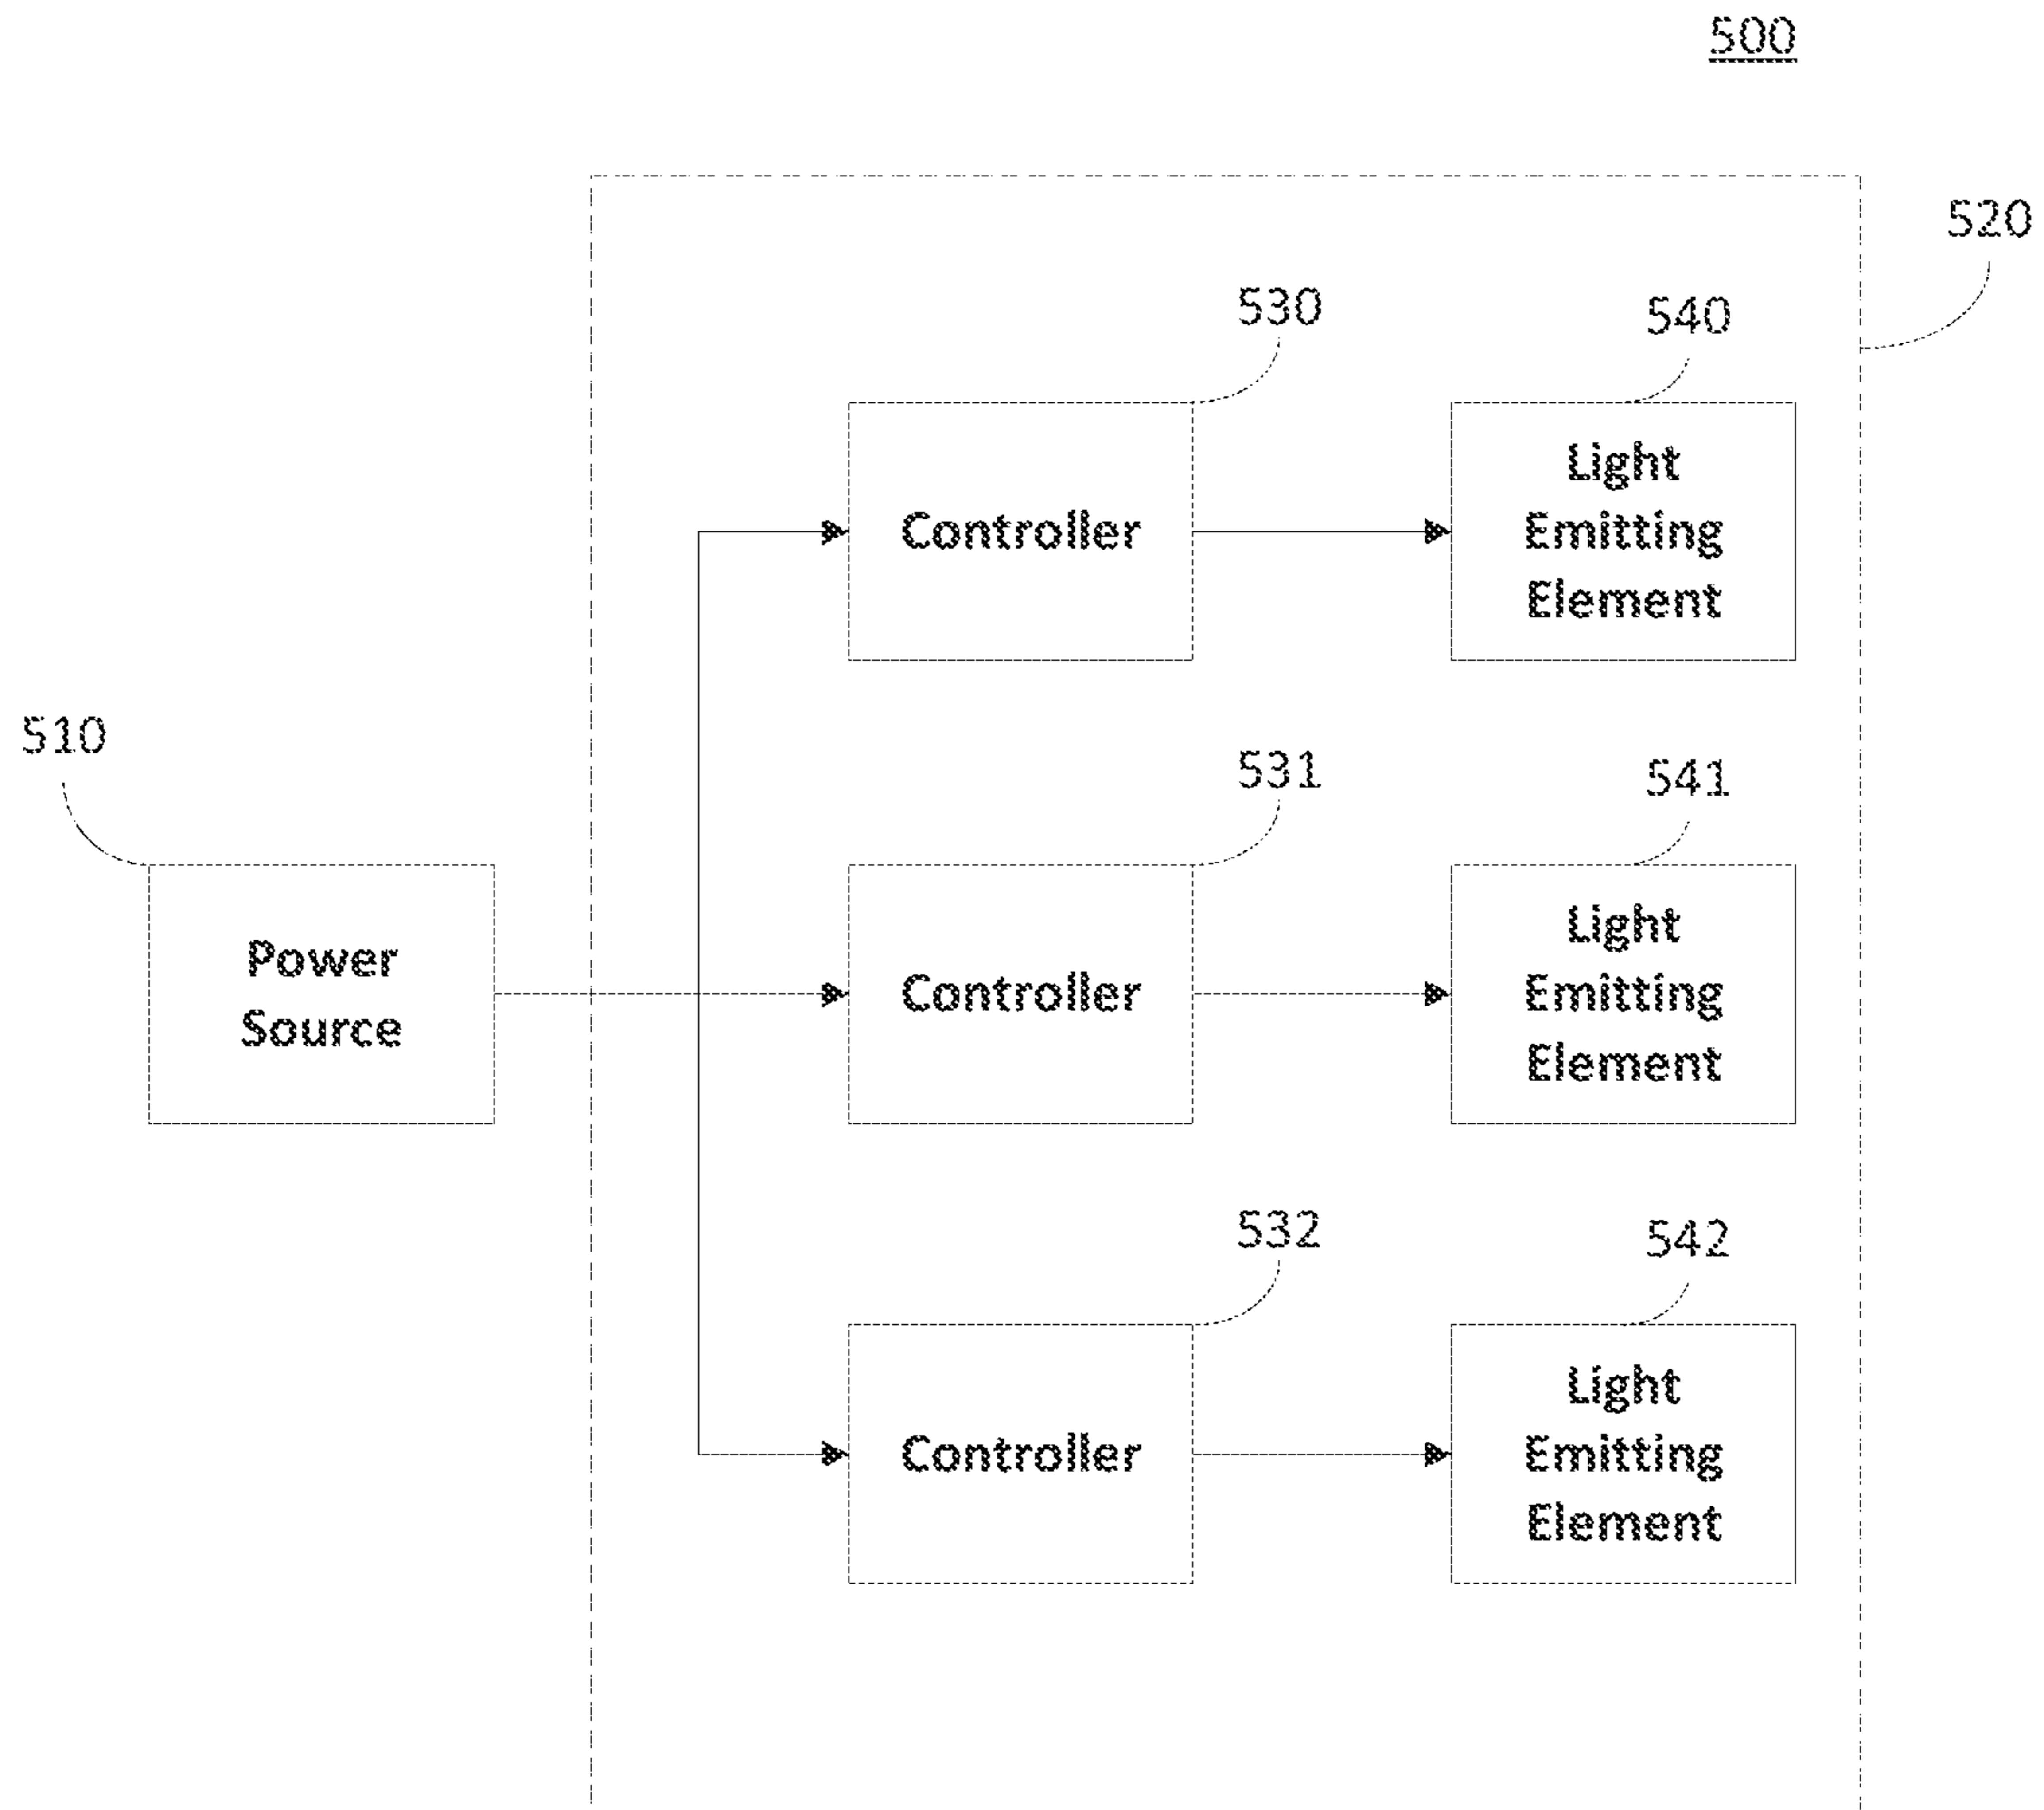 500
520
530
540
Controller
Light
Emitting
Element
510
531
541
Power
Source
Controller
Light
Emitting
Element
532
542
Controller
Light
Emitting
Element